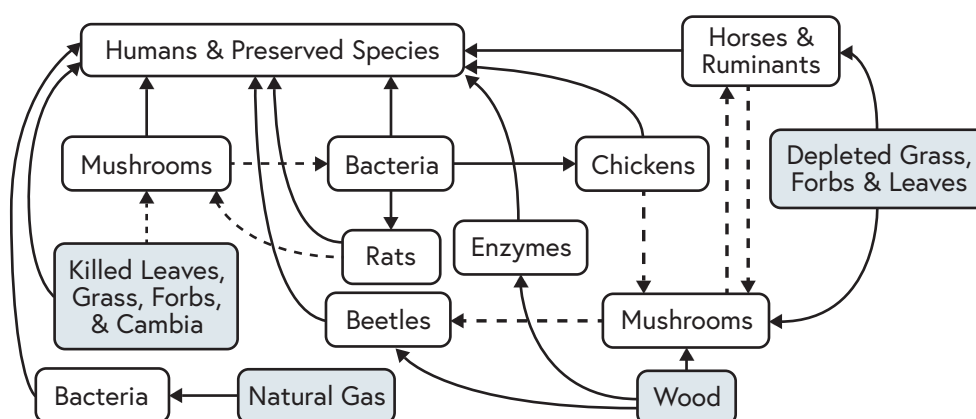 Humans & Preserved Species
Horses &
Ruminants
Mushrooms
Bacteria
Chickens
Depleted Grass,
Forbs & Leaves
Rats
Enzymes
Killed Leaves,
Grass, Forbs,
& Cambia
Beetles
Mushrooms
Bacteria
Natural Gas
Wood